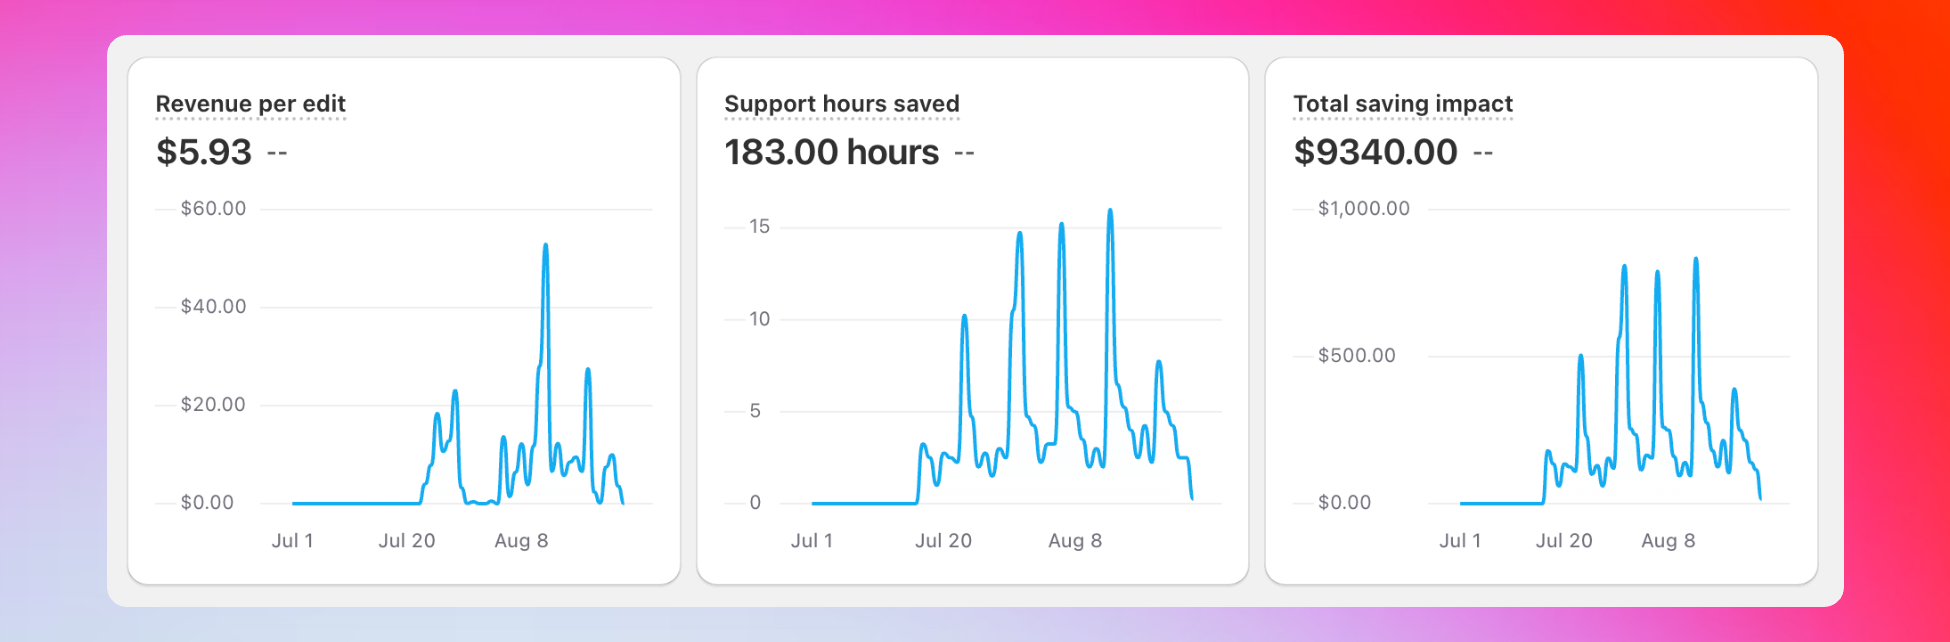 Revenue per edit
$5.93 --
$60.00
$40.00
$20.00
$0.00
Jul 1 Jul 20 Aug 8
Support hours saved
183.00 hours --
15
10
5
0
Jul 1 Jul 20 Aug 8
Total saving impact
$9340.00 --
$1,000.00
$500.00
$0.00
Jul 1 Jul 20 Aug 8